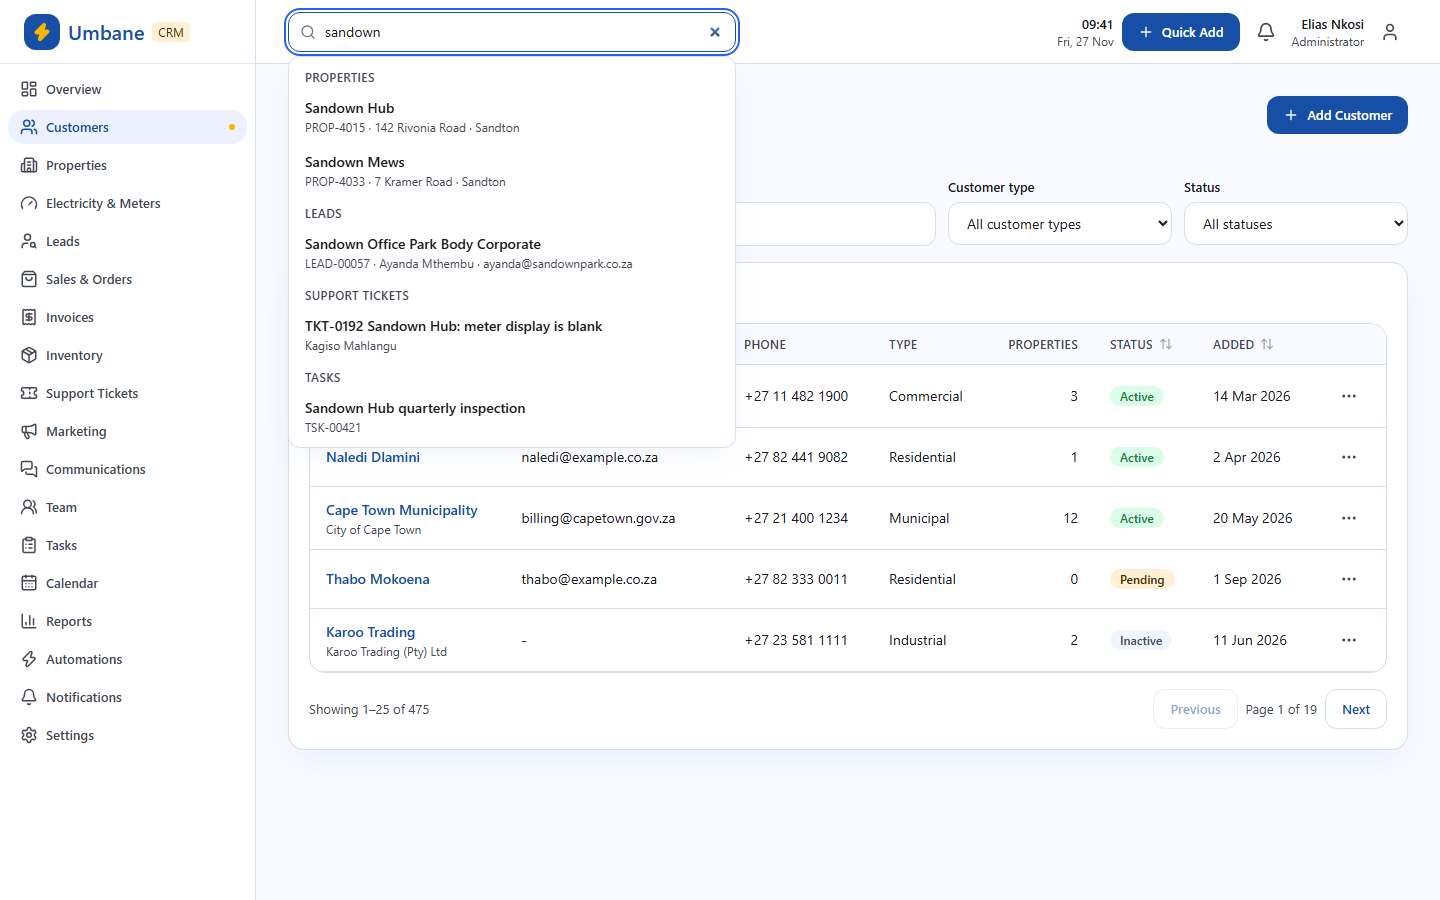 Umbane CRM
sandown
09:41
Fri, 27 Nov
Quick Add
Elias Nkosi
Administrator
Overview
Customers
Properties
Electricity & Meters
Leads
Sales & Orders
Invoices
Inventory
Support Tickets
Marketing
Communications
Team
Tasks
Calendar
Reports
Automations
Notifications
Settings
PROPERTIES
Sandown Hub
PROP-4015 · 142 Rivonia Road · Sandton
Sandown Mews
PROP-4033 · 7 Kramer Road · Sandton
LEADS
Sandown Office Park Body Corporate
LEAD-00057 · Ayanda Mthembu · ayanda@sandownpark.co.za
SUPPORT TICKETS
TKT-0192 Sandown Hub: meter display is blank
Kagiso Mahlangu
TASKS
Sandown Hub quarterly inspection
TSK-00421
Add Customer
Customer type
Status
All customer types
All statuses
PHONE TYPE PROPERTIES STATUS ADDED
+27 11 482 1900 Commercial 3 Active 14 Mar 2026
Naledi Dlamini naledi@example.co.za +27 82 441 9082 Residential 1 Active 2 Apr 2026
Cape Town Municipality billing@capetown.gov.za +27 21 400 1234 Municipal 12 Active 20 May 2026
City of Cape Town
Thabo Mokoena thabo@example.co.za +27 82 333 0011 Residential 0 Pending 1 Sep 2026
Karoo Trading - +27 23 581 1111 Industrial 2 Inactive 11 Jun 2026
Karoo Trading (Pty) Ltd
Showing 1–25 of 475
Previous Page 1 of 19 Next